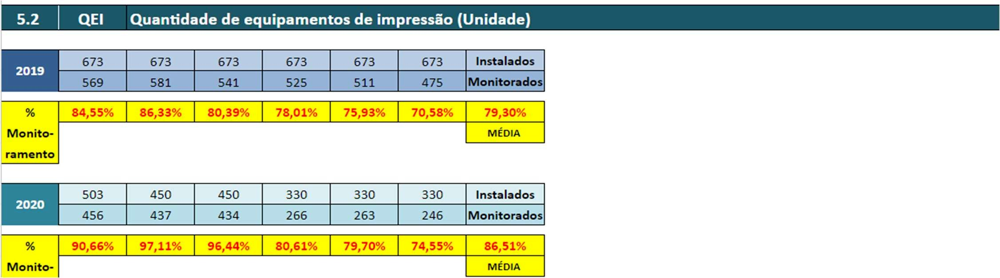 5.2 QEI Quantidade de equipamentos de impressão (Unidade)
2019
673 673 673 673 673 673 Instalados
569 581 541 525 511 475 Monitorados
% 84,55% 86,33% 80,39% 78,01% 75,93% 70,58% 79,30%
Monito- MÉDIA
ramento
2020
503 450 450 330 330 330 Instalados
456 437 434 266 263 246 Monitorados
% 90,66% 97,11% 96,44% 80,61% 79,70% 74,55% 86,51%
Monito- MÉDIA